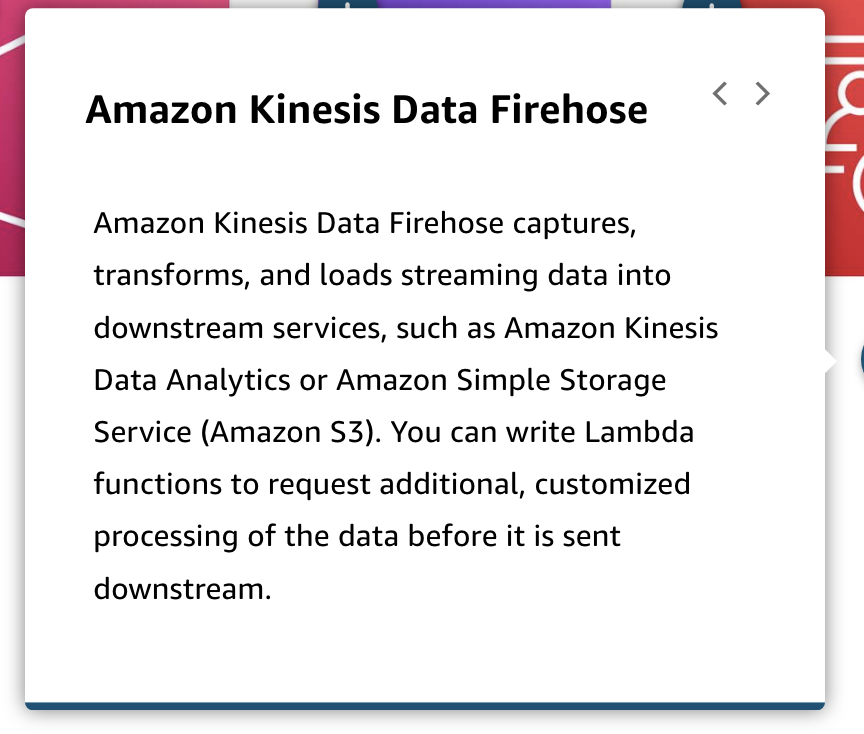 Amazon Kinesis Data Firehose
Amazon Kinesis Data Firehose captures,
transforms, and loads streaming data into
downstream services, such as Amazon Kinesis
Data Analytics or Amazon Simple Storage
Service (Amazon S3). You can write Lambda
functions to request additional, customized
processing of the data before it is sent
downstream.